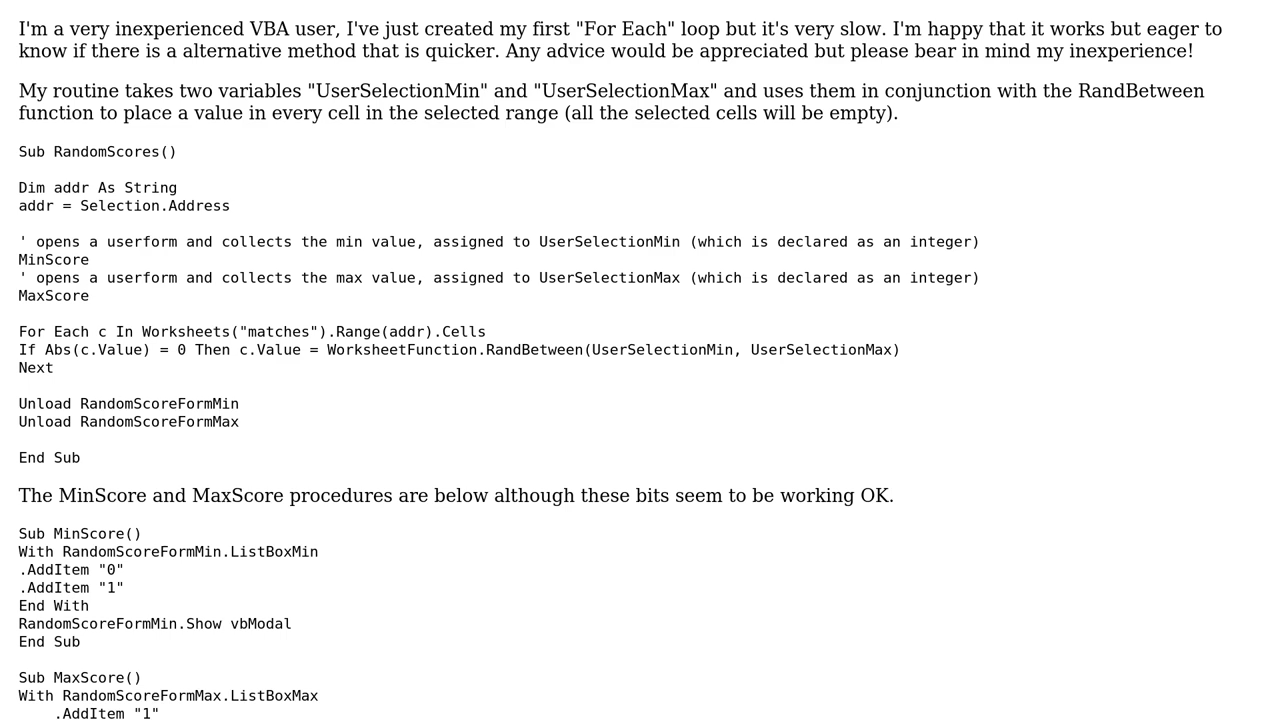 I'm a very inexperienced VBA user, I've just created my first "For Each" loop but it's very slow. I'm happy that it works but eager to
know if there is a alternative method that is quicker. Any advice would be appreciated but please bear in mind my inexperience!
My routine takes two variables "UserSelectionMin" and "UserSelectionMax" and uses them in conjunction with the RandBetween
function to place a value in every cell in the selected range (all the selected cells will be empty).
Sub RandomScores()
Dim addr As String
addr = Selection.Address
' opens a userform and collects the min value, assigned to UserSelectionMin (which is declared as an integer)
MinScore
' opens a userform and collects the max value, assigned to UserSelectionMax (which is declared as an integer)
MaxScore
For Each c In Worksheets("matches").Range(addr).Cells
If Abs(c.Value) = 0 Then c.Value = WorksheetFunction.RandBetween(UserSelectionMin, UserSelectionMax)
Next
Unload RandomScoreFormMin
Unload RandomScoreFormMax
End Sub
The MinScore and MaxScore procedures are below although these bits seem to be working OK.
Sub MinScore()
With RandomScoreFormMin.ListBoxMin
.AddItem "0"
.AddItem "1"
End With
RandomScoreFormMin.Show vbModal
End Sub
Sub MaxScore()
With RandomScoreFormMax.ListBoxMax
    .AddItem "1"